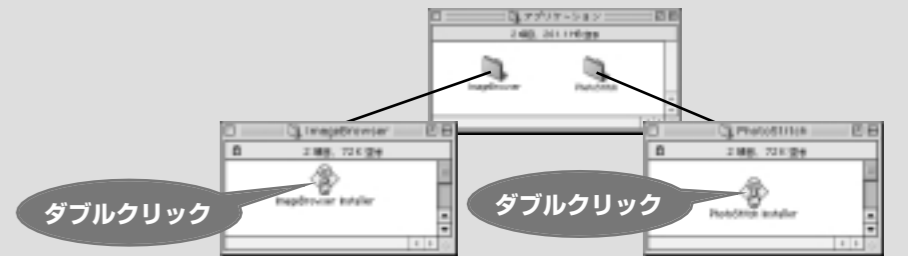 アプリケーション
ImageBrowser
PhotoStitch
ImageBrowser
PhotoStitch
ImageBrowser Installer
PhotoStitch Installer
ダブルクリック
ダブルクリック